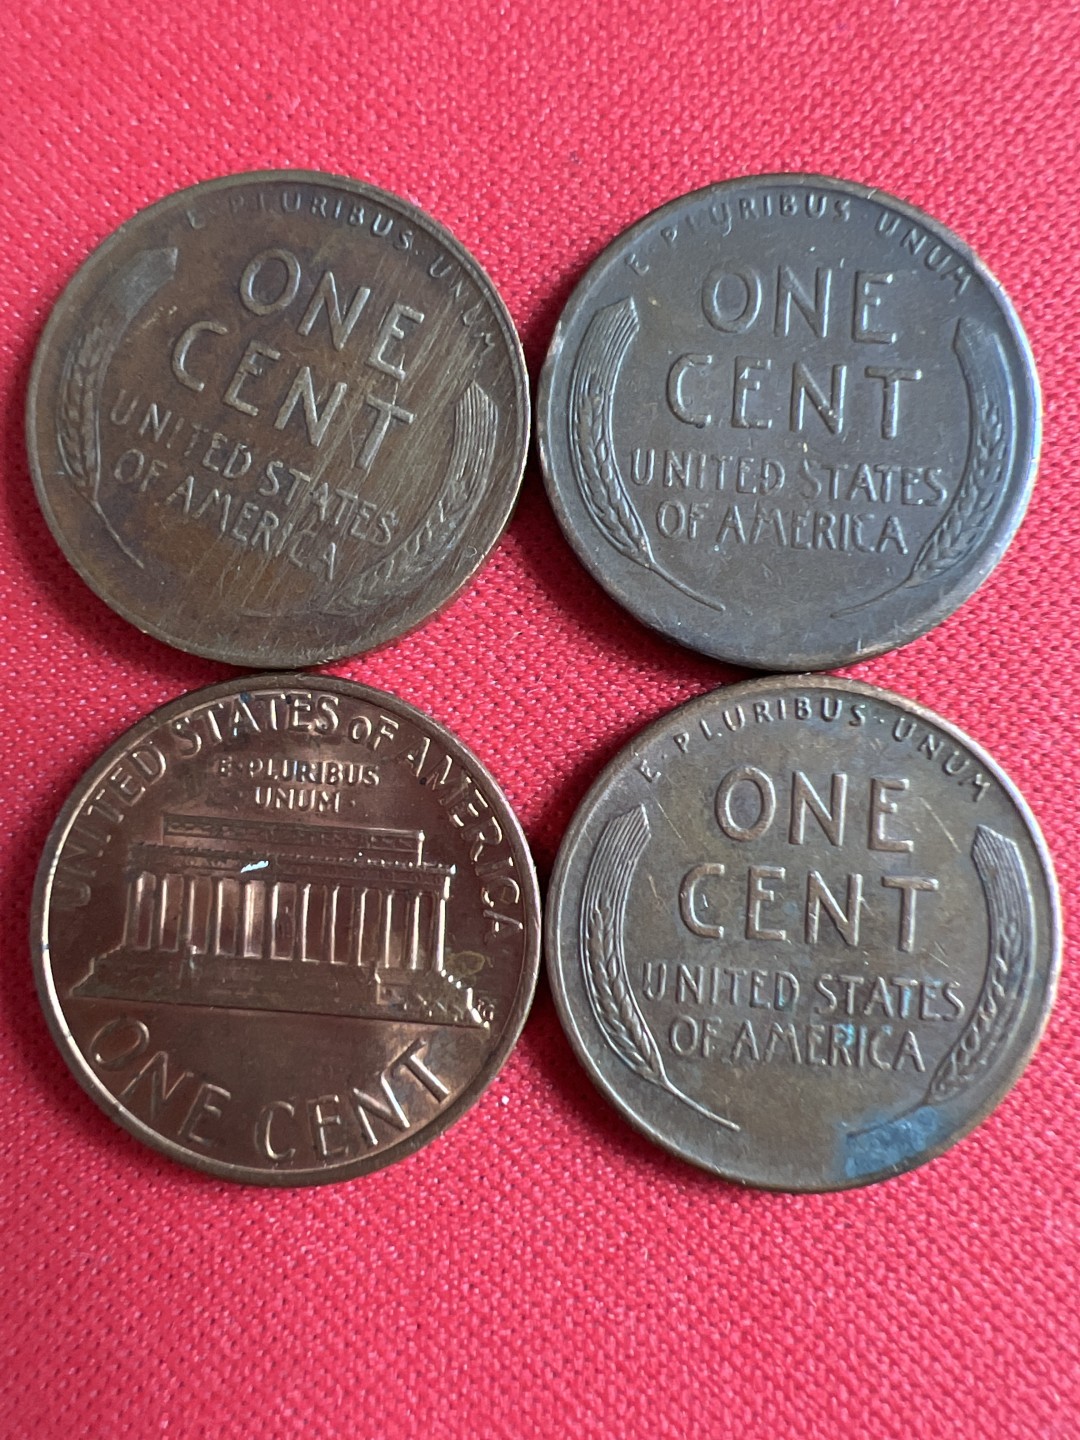 E · PLURIBUS · UNUM
ONE
CENT
UNITED STATES
OF AMERICA
E · PLURIBUS · UNUM
ONE
CENT
UNITED STATES
OF AMERICA
UNITED STATES OF AMERICA
E · PLURIBUS
UNUM ·
ONE CENT
E · PLURIBUS · UNUM
ONE
CENT
UNITED STATES
OF AMERICA